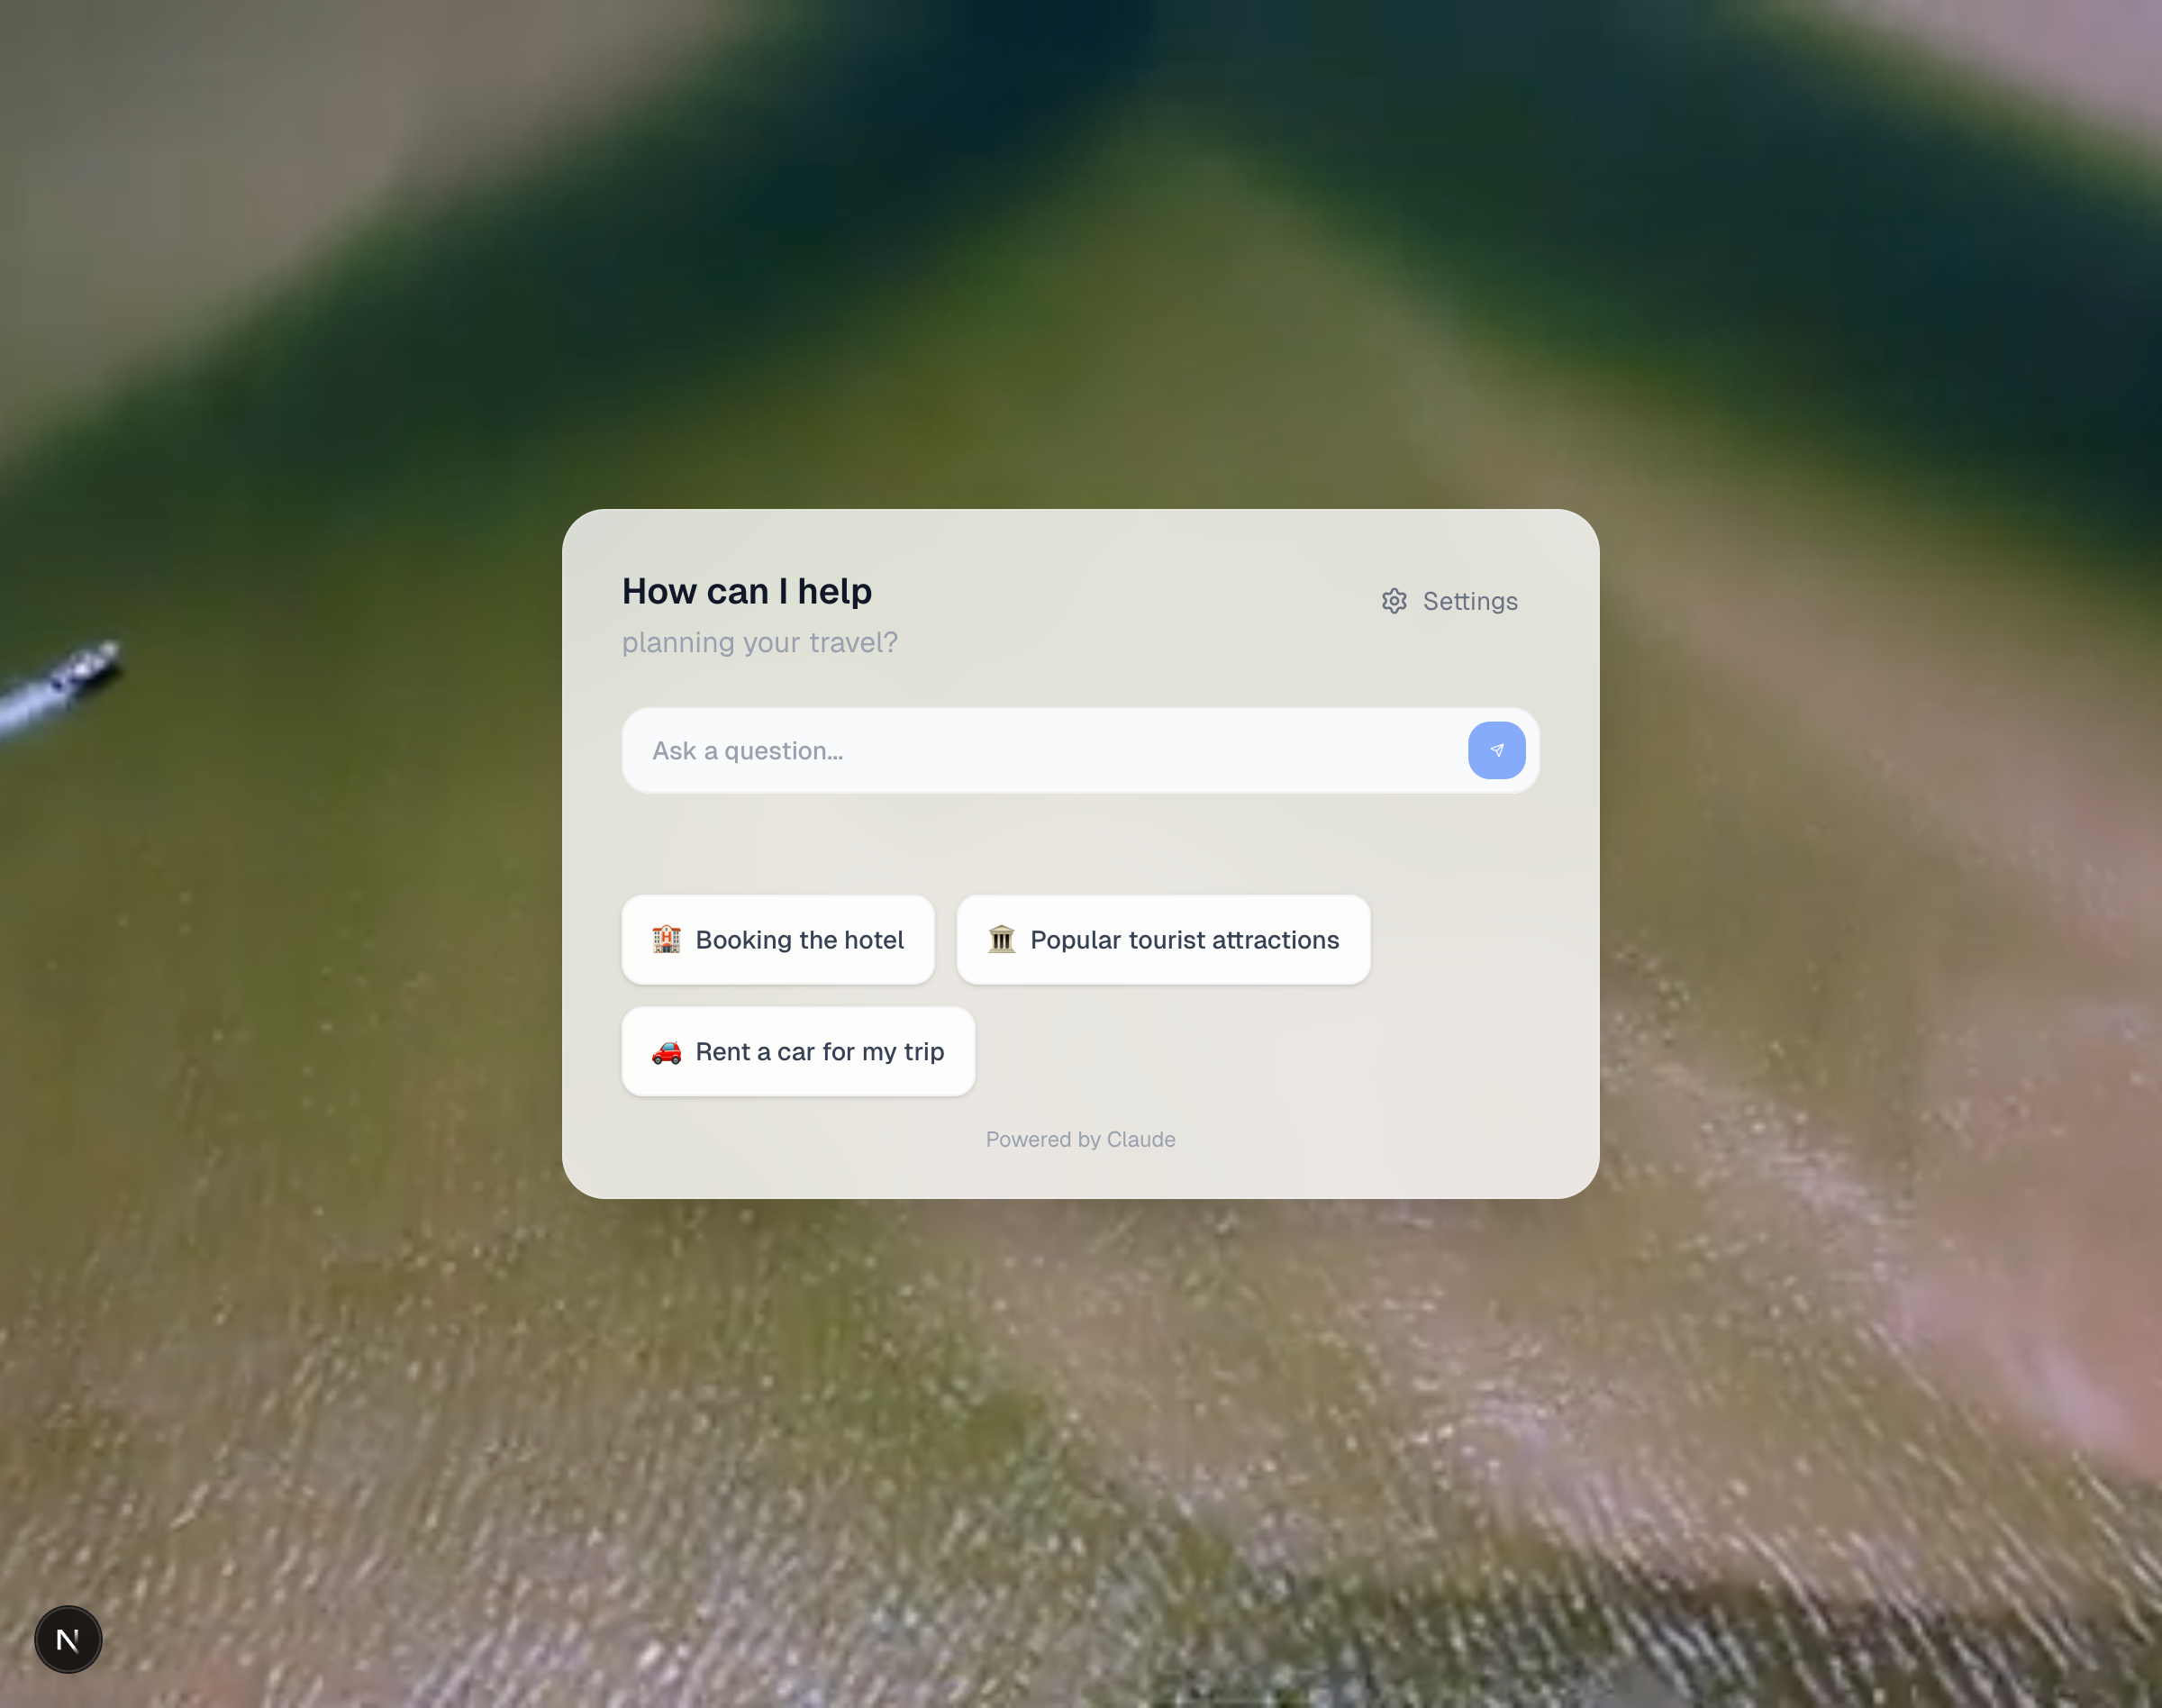 How can I help
Settings
planning your travel?
Ask a question...
Booking the hotel
Popular tourist attractions
Rent a car for my trip
Powered by Claude
N